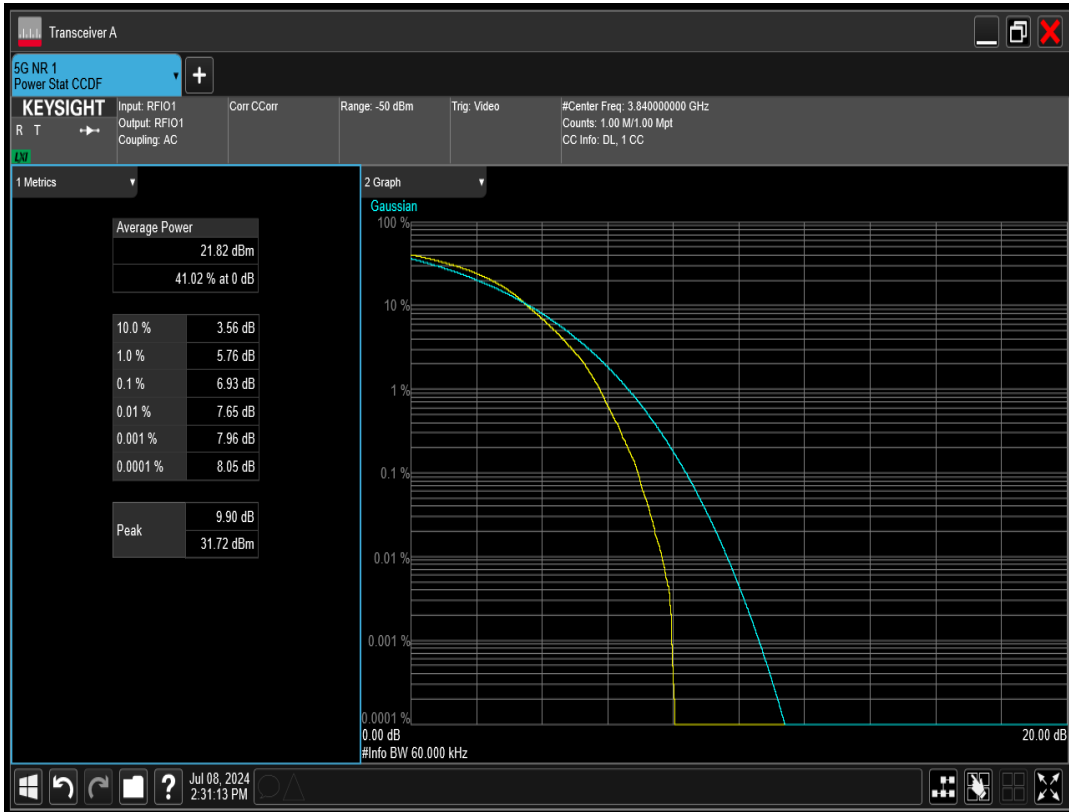 Transceiver A
5G NR 1
Power Stat CCDF
+
KEYSIGHT
R T
LXI
Input: RFIO1
Output: RFIO1
Coupling: AC
Corr CCorr
Range: -50 dBm
Trig: Video
#Center Freq: 3.840000000 GHz
Counts: 1.00 M/1.00 Mpt
CC Info: DL, 1 CC
1 Metrics
Average Power
21.82 dBm
41.02 % at 0 dB
10.0 % 3.56 dB
1.0 % 5.76 dB
0.1 % 6.93 dB
0.01 % 7.65 dB
0.001 % 7.96 dB
0.0001 % 8.05 dB
Peak 9.90 dB
31.72 dBm
2 Graph
Gaussian
100 %
10 %
1 %
0.1 %
0.01 %
0.001 %
0.0001 %
0.00 dB 20.00 dB
#Info BW 60.000 kHz
?
Jul 08, 2024
2:31:13 PM